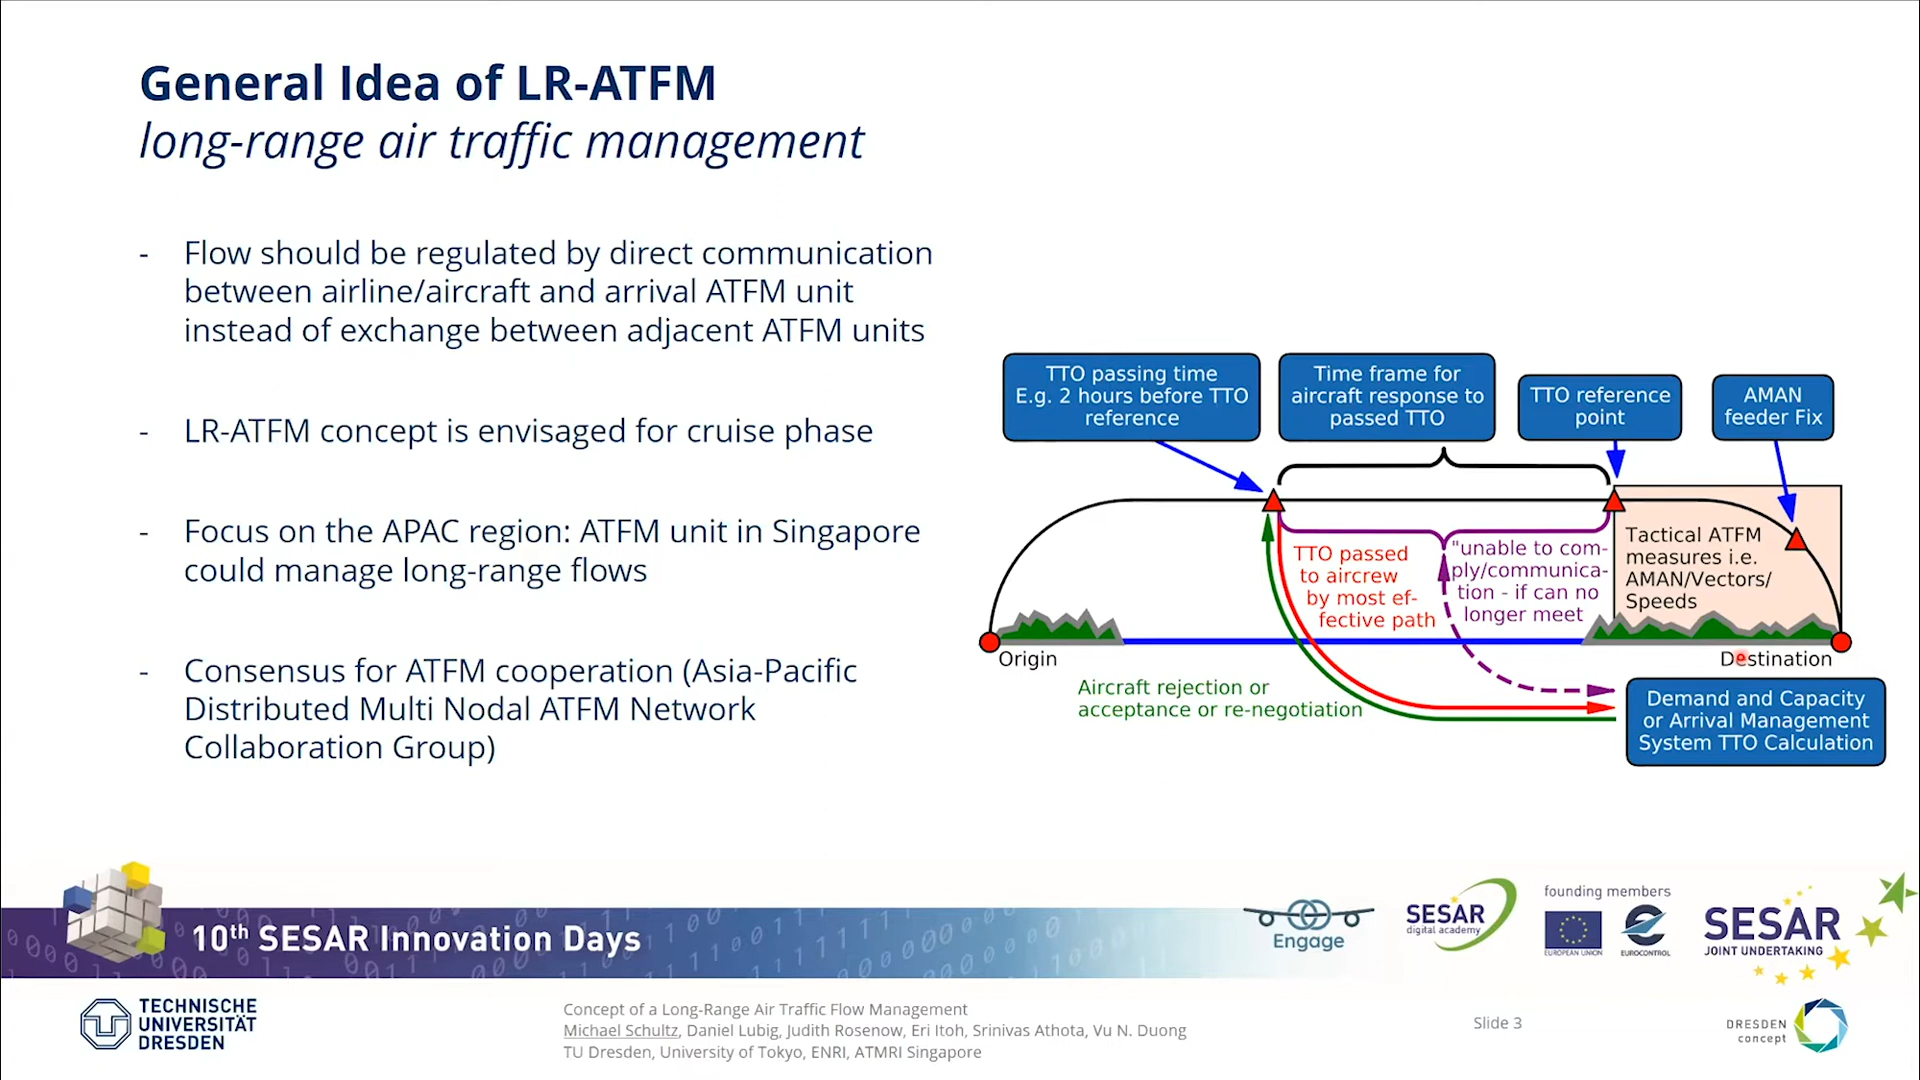 General Idea of LR-ATFM
long-range air traffic management
- Flow should be regulated by direct communication
between airline/aircraft and arrival ATFM unit
instead of exchange between adjacent ATFM units
- LR-ATFM concept is envisaged for cruise phase
- Focus on the APAC region: ATFM unit in Singapore
could manage long-range flows
- Consensus for ATFM cooperation (Asia-Pacific
Distributed Multi Nodal ATFM Network
Collaboration Group)
TTO passing time
E.g. 2 hours before TTO
reference
Time frame for
aircraft response to
passed TTO
TTO reference
point
AMAN
feeder Fix
TTO passed
to aircrew
by most ef-
fective path
"unable to com-
ply/communica-
tion - if can no
longer meet
Tactical ATFM
measures i.e.
AMAN/Vectors/
Speeds
Origin
Destination
Aircraft rejection or
acceptance or re-negotiation
Demand and Capacity
or Arrival Management
System TTO Calculation
10th SESAR Innovation Days
Engage
SESAR
digital academy
founding members
EUROPEAN UNION
EUROCONTROL
SESAR
JOINT UNDERTAKING
TECHNISCHE
UNIVERSITÄT
DRESDEN
Concept of a Long-Range Air Traffic Flow Management
Michael Schultz, Daniel Lubig, Judith Rosenow, Eri Itoh, Srinivas Athota, Vu N. Duong
TU Dresden, University of Tokyo, ENRI, ATMRI Singapore
Slide 3
DRESDEN
concept